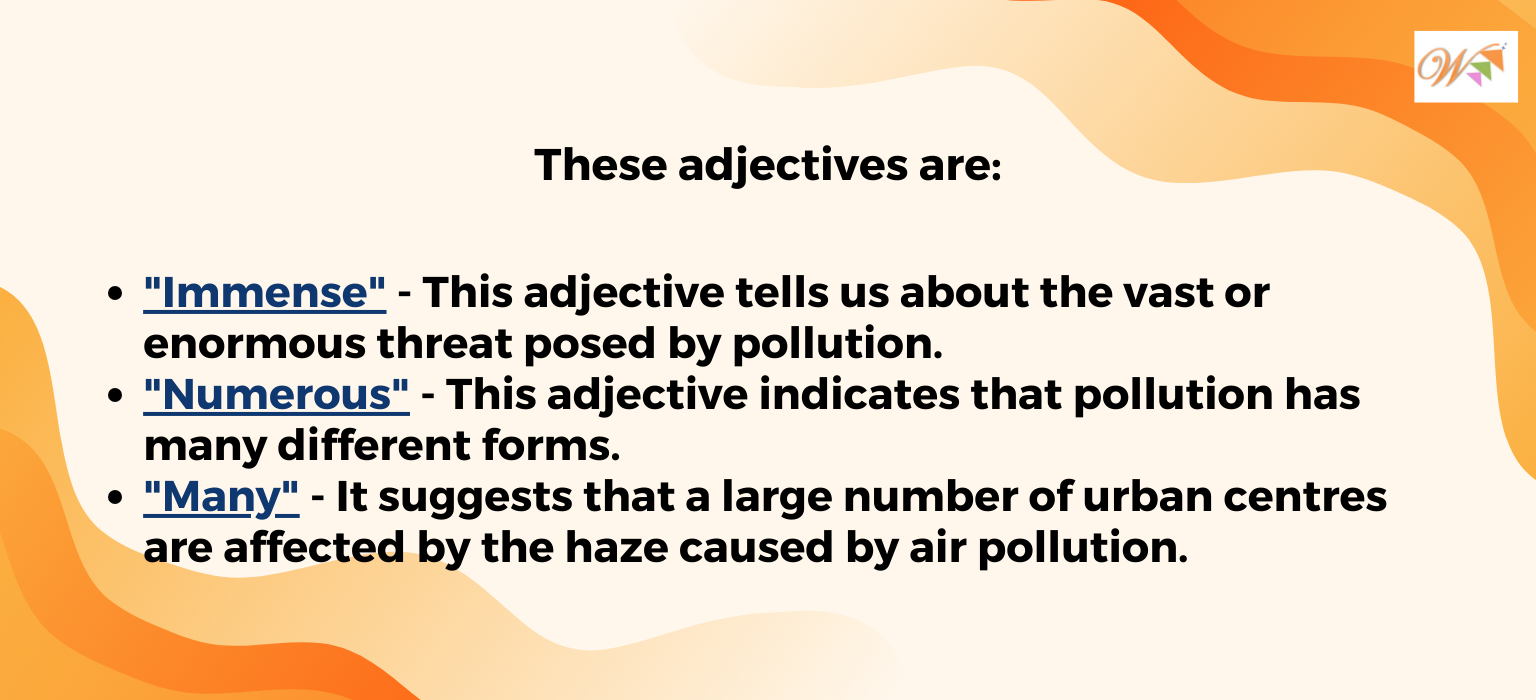 W
These adjectives are:
• "Immense" - This adjective tells us about the vast or
enormous threat posed by pollution.
• "Numerous" - This adjective indicates that pollution has
many different forms.
• "Many" - It suggests that a large number of urban centres
are affected by the haze caused by air pollution.